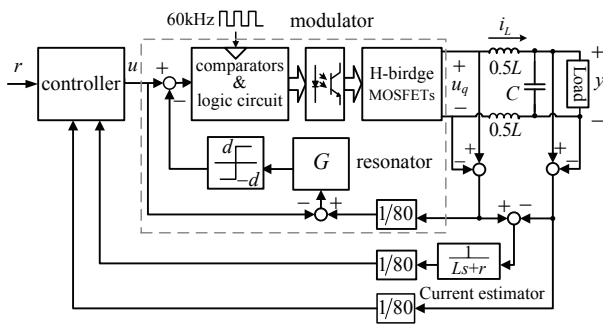 60kHz
modulator
r
controller
u
+
−
comparators
&
logic circuit
H-birdge
MOSFETs
+
u_q
−
i_L
0.5L
C
0.5L
Load
+
y
−
d
−d
G
resonator
+
−
+
−
−
+
1/80
+
−
1/80
1/(Ls+r)
Current estimator
1/80